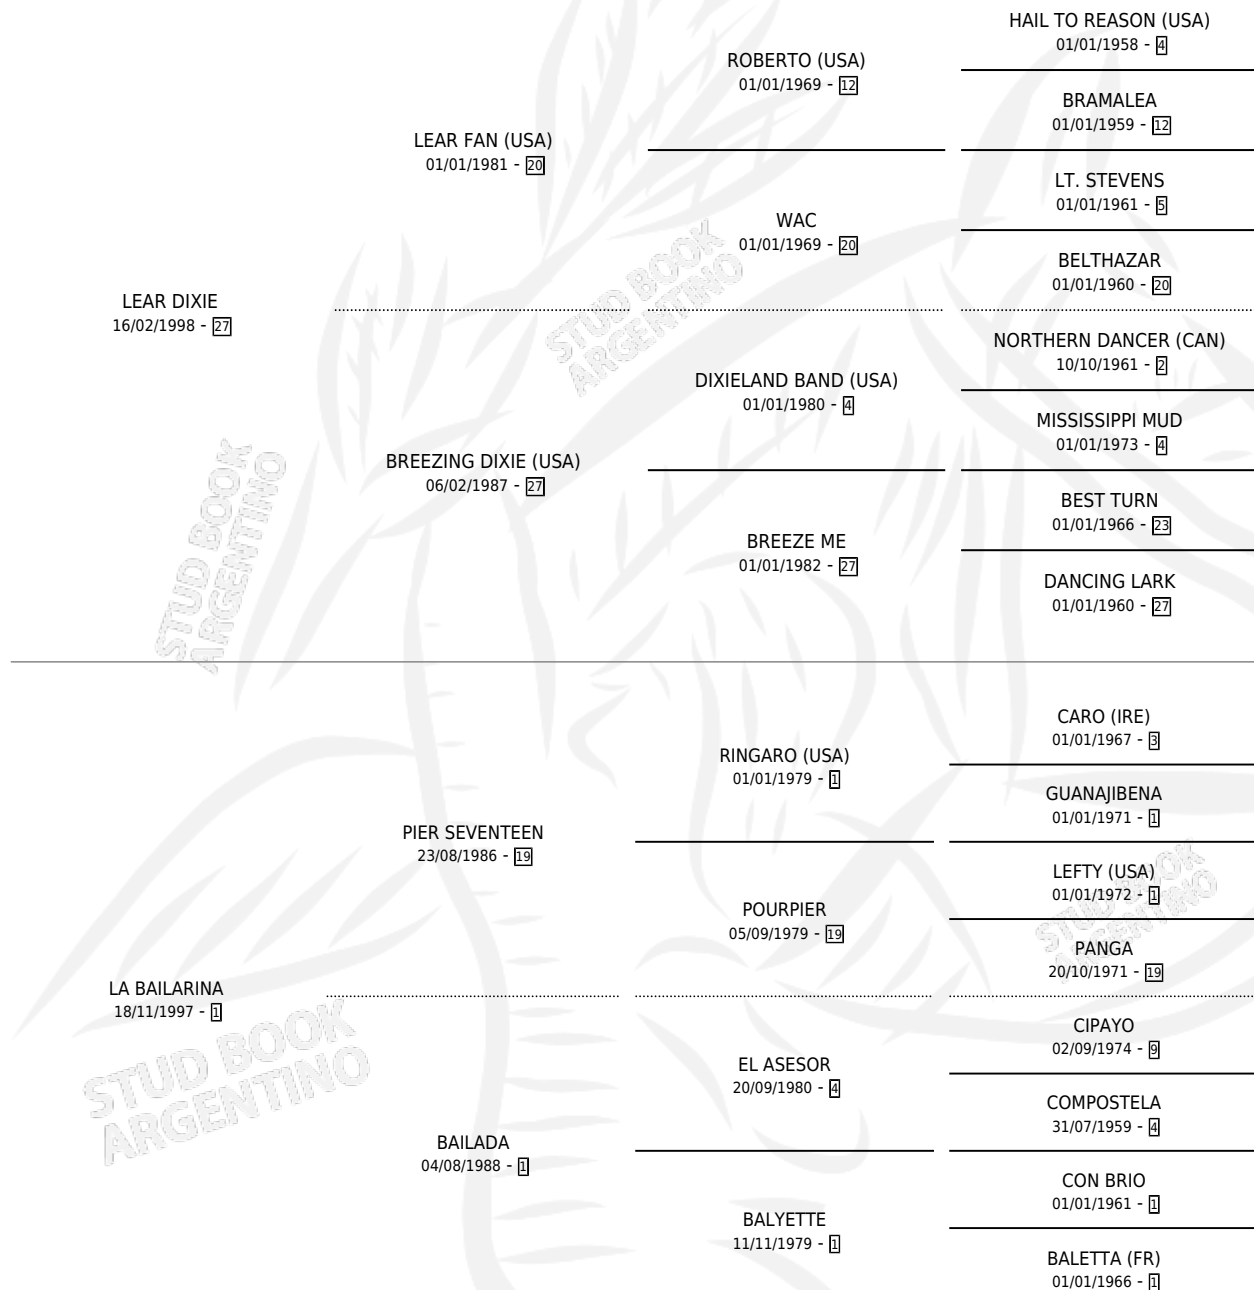 HAIL TO REASON (USA)
01/01/1958 - 4
ROBERTO (USA)
01/01/1969 - 12
BRAMALEA
01/01/1959 - 12
LEAR FAN (USA)
01/01/1981 - 20
LT. STEVENS
01/01/1961 - 5
WAC
01/01/1969 - 20
BELTHAZAR
01/01/1960 - 20
LEAR DIXIE
16/02/1998 - 27
STUD BOOK
ARGENTINO
NORTHERN DANCER (CAN)
10/10/1961 - 2
DIXIELAND BAND (USA)
01/01/1980 - 4
MISSISSIPPI MUD
01/01/1973 - 4
BREEZING DIXIE (USA)
06/02/1987 - 27
BEST TURN
01/01/1966 - 23
BREEZE ME
01/01/1982 - 27
DANCING LARK
01/01/1960 - 27
STUD BOOK
ARGENTINO
CARO (IRE)
01/01/1967 - 3
RINGARO (USA)
01/01/1979 - 1
GUANAJIBENA
01/01/1971 - 1
PIER SEVENTEEN
23/08/1986 - 19
LEFTY (USA)
01/01/1972 - 1
POURPIER
05/09/1979 - 19
PANGA
20/10/1971 - 19
STUD BOOK
ARGENTINO
LA BAILARINA
18/11/1997 - 1
CIPAYO
02/09/1974 - 9
EL ASESOR
20/09/1980 - 4
COMPOSTELA
31/07/1959 - 4
BAILADA
04/08/1988 - 1
CON BRIO
01/01/1961 - 1
BALYETTE
11/11/1979 - 1
BALETTA (FR)
01/01/1966 - 1
STUD BOOK
ARGENTINO